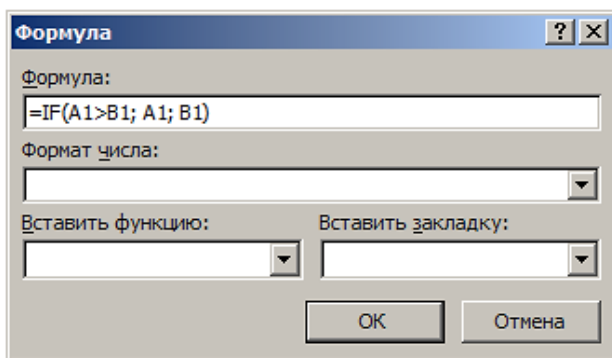 Формула
Формула:
=IF(A1>B1; A1; B1)
Формат числа:
Вставить функцию: Вставить закладку:
ОК Отмена